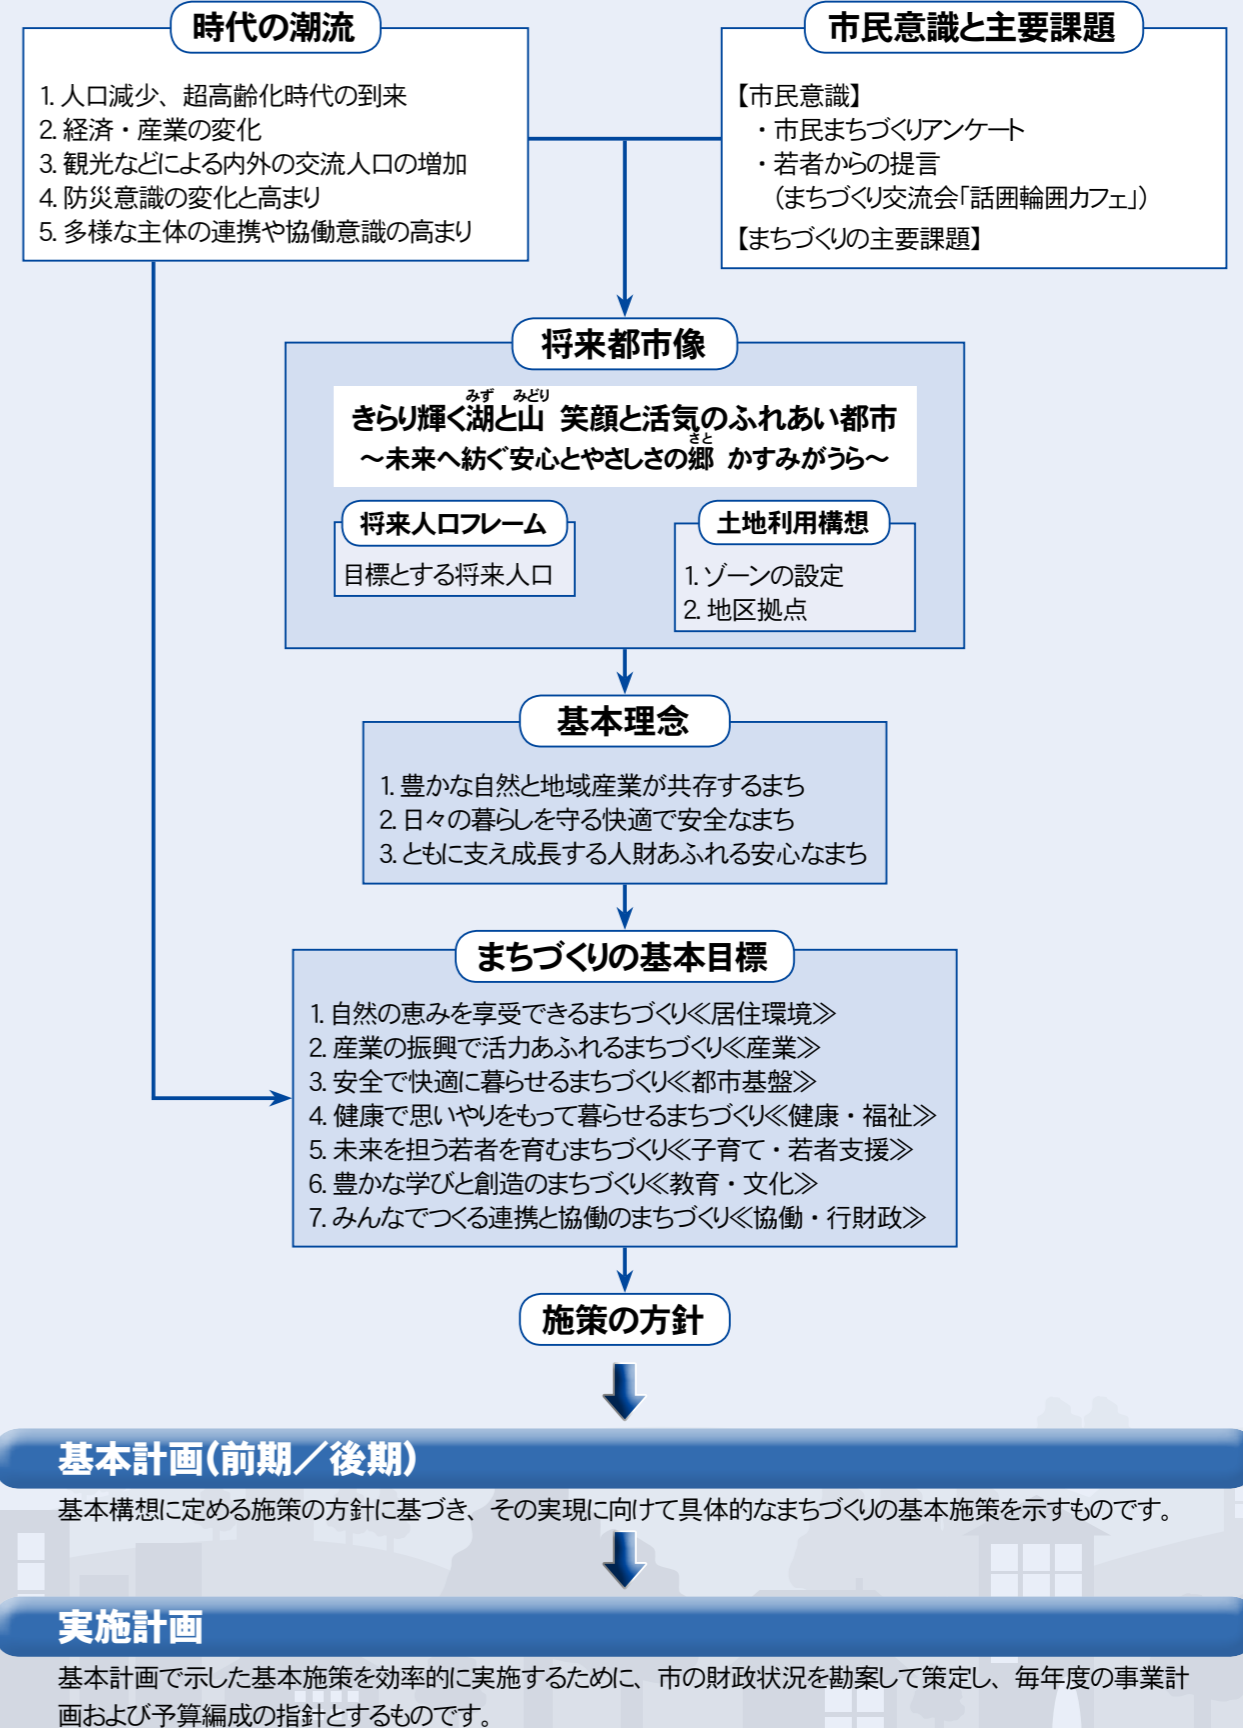 時代の潮流
1. 人口減少、超高齢化時代の到来
2. 経済・産業の変化
3. 観光などによる内外の交流人口の増加
4. 防災意識の変化と高まり
5. 多様な主体の連携や協働意識の高まり
市民意識と主要課題
【市民意識】
・市民まちづくりアンケート
・若者からの提言
（まちづくり交流会「話囲輪囲カフェ」）
【まちづくりの主要課題】
将来都市像
みず みどり
きらり輝く湖と山 笑顔と活気のふれあい都市
さと
～未来へ紡ぐ安心とやさしさの郷 かすみがうら～
将来人口フレーム
目標とする将来人口
土地利用構想
1. ゾーンの設定
2. 地区拠点
基本理念
1. 豊かな自然と地域産業が共存するまち
2. 日々の暮らしを守る快適で安全なまち
3. ともに支え成長する人財あふれる安心なまち
まちづくりの基本目標
1. 自然の恵みを享受できるまちづくり≪居住環境≫
2. 産業の振興で活力あふれるまちづくり≪産業≫
3. 安全で快適に暮らせるまちづくり≪都市基盤≫
4. 健康で思いやりをもって暮らせるまちづくり≪健康・福祉≫
5. 未来を担う若者を育むまちづくり≪子育て・若者支援≫
6. 豊かな学びと創造のまちづくり≪教育・文化≫
7. みんなでつくる連携と協働のまちづくり≪協働・行財政≫
施策の方針
基本計画(前期／後期)
基本構想に定める施策の方針に基づき、その実現に向けて具体的なまちづくりの基本施策を示すものです。
実施計画
基本計画で示した基本施策を効率的に実施するために、市の財政状況を勘案して策定し、毎年度の事業計
画および予算編成の指針とするものです。